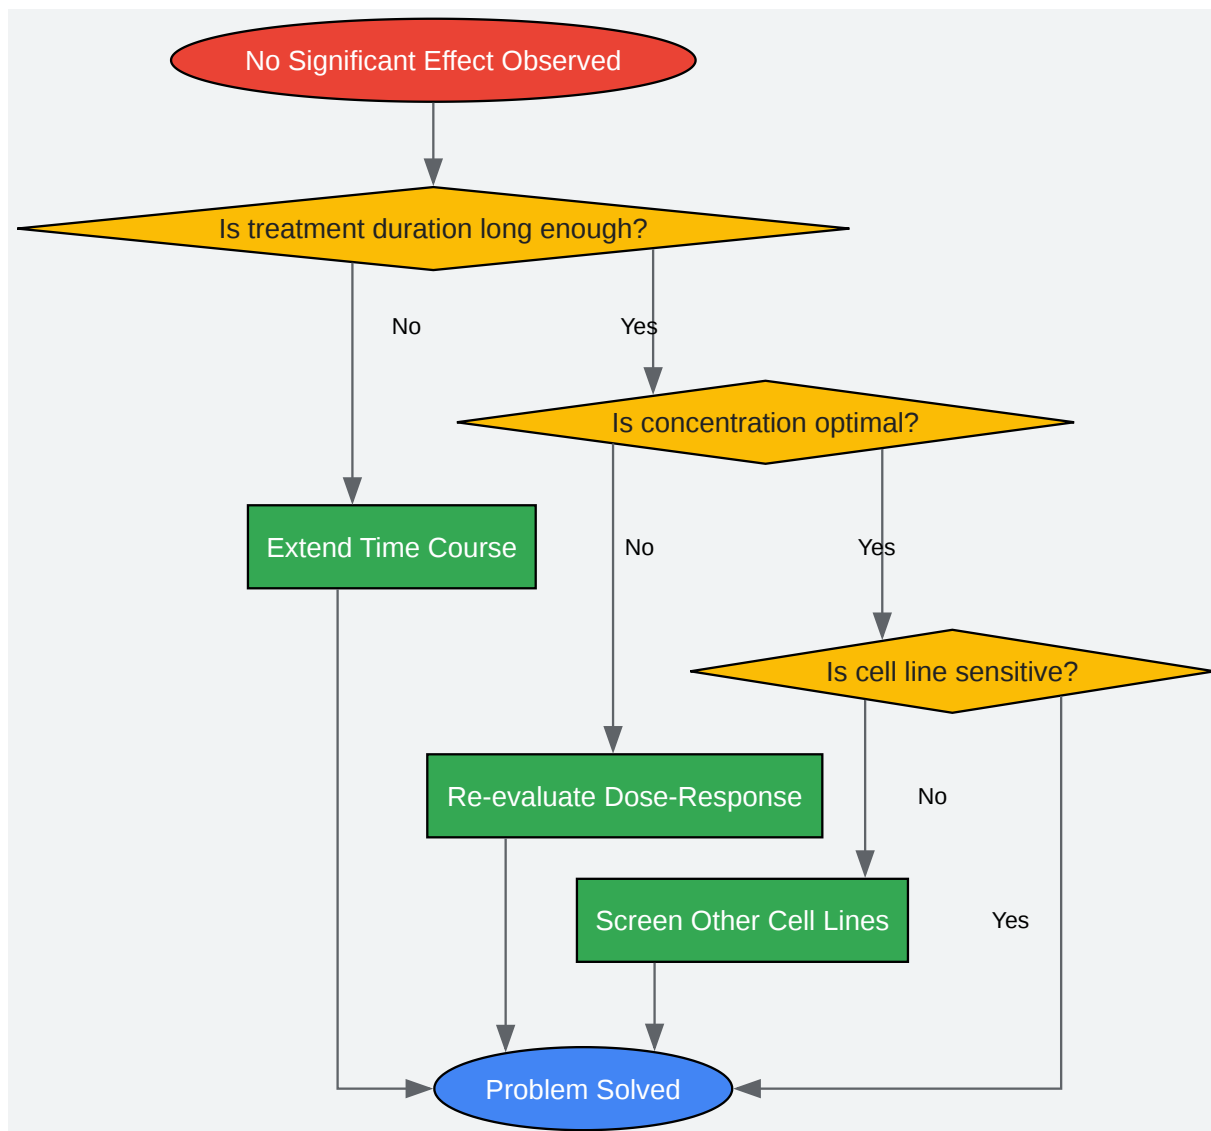 No Significant Effect Observed
Is treatment duration long enough?
No
Yes
Is concentration optimal?
Extend Time Course
No
Yes
Is cell line sensitive?
Re-evaluate Dose-Response
No
Screen Other Cell Lines
Yes
Problem Solved